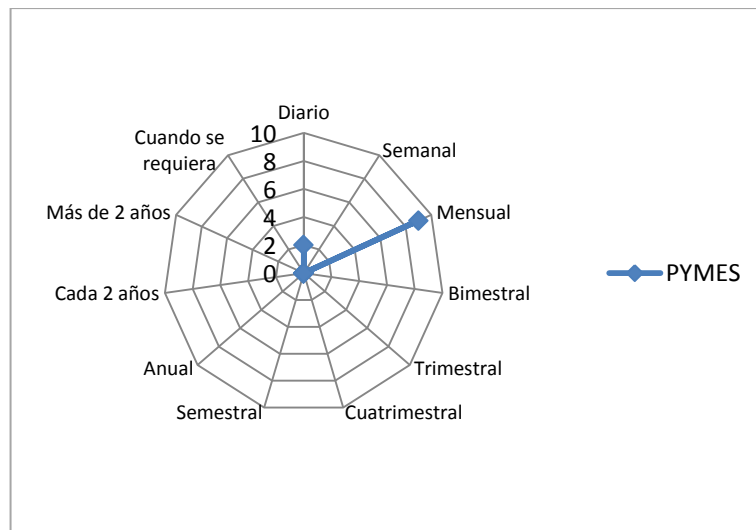 Diario
Cuando se
requiera
10
Semanal
8
6
Más de 2 años
Mensual
4
2
0
PYMES
Cada 2 años
Bimestral
Anual
Trimestral
Semestral
Cuatrimestral